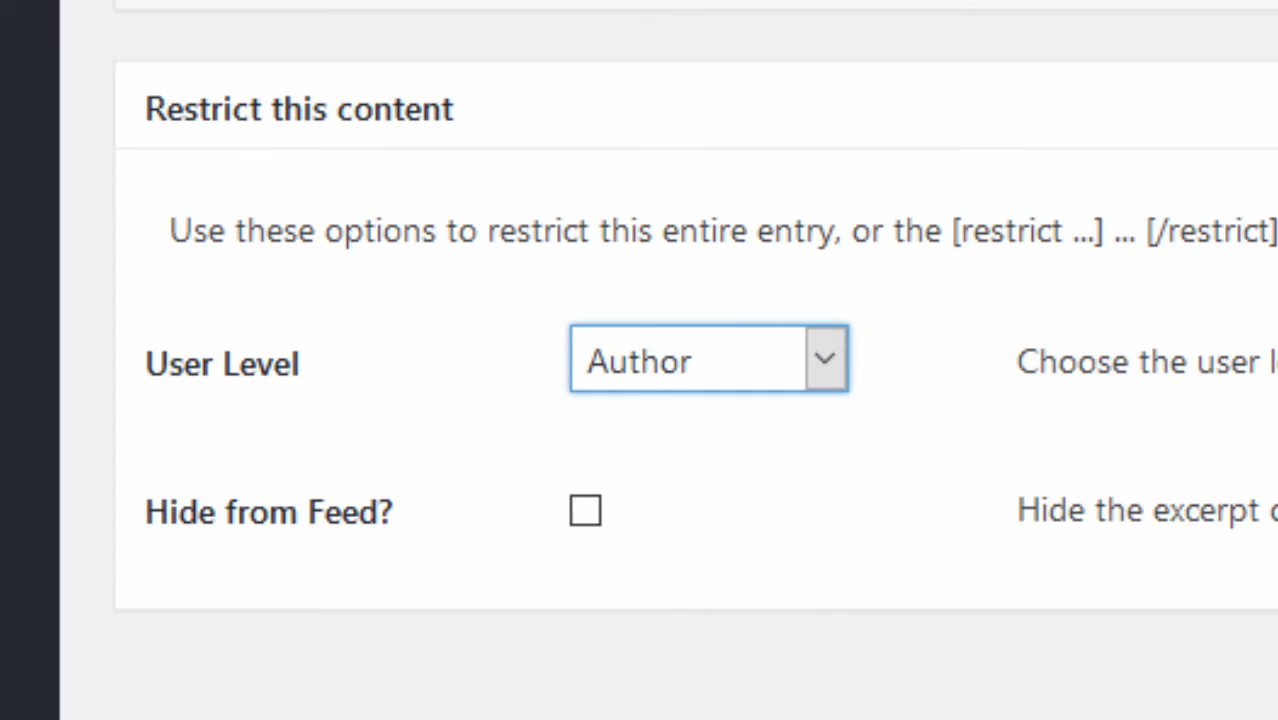 Restrict this content
Use these options to restrict this entire entry, or the [restrict ...] ... [/restrict]
User Level
Author
Choose the user
Hide from Feed?
Hide the excerpt